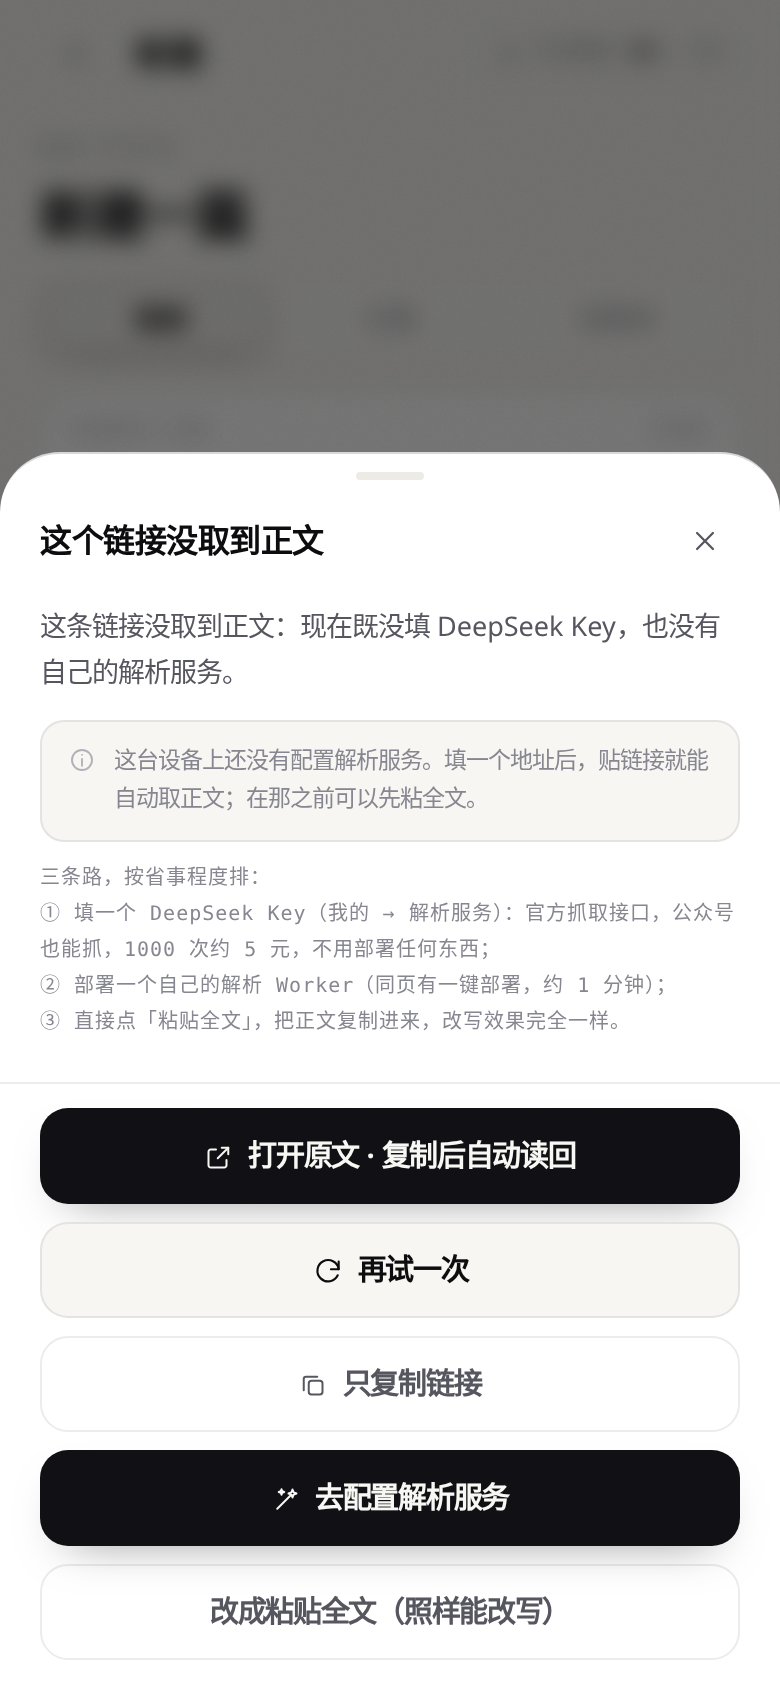 这个链接没取到正文
这条链接没取到正文：现在既没填 DeepSeek Key，也没有
自己的解析服务。
这台设备上还没有配置解析服务。填一个地址后，贴链接就能
自动取正文；在那之前可以先粘全文。
三条路，按省事程度排：
① 填一个 DeepSeek Key（我的 → 解析服务）：官方抓取接口，公众号
也能抓，1000 次约 5 元，不用部署任何东西；
② 部署一个自己的解析 Worker（同页有一键部署，约 1 分钟）；
③ 直接点「粘贴全文」，把正文复制进来，改写效果完全一样。
打开原文 · 复制后自动读回
再试一次
只复制链接
去配置解析服务
改成粘贴全文（照样能改写）